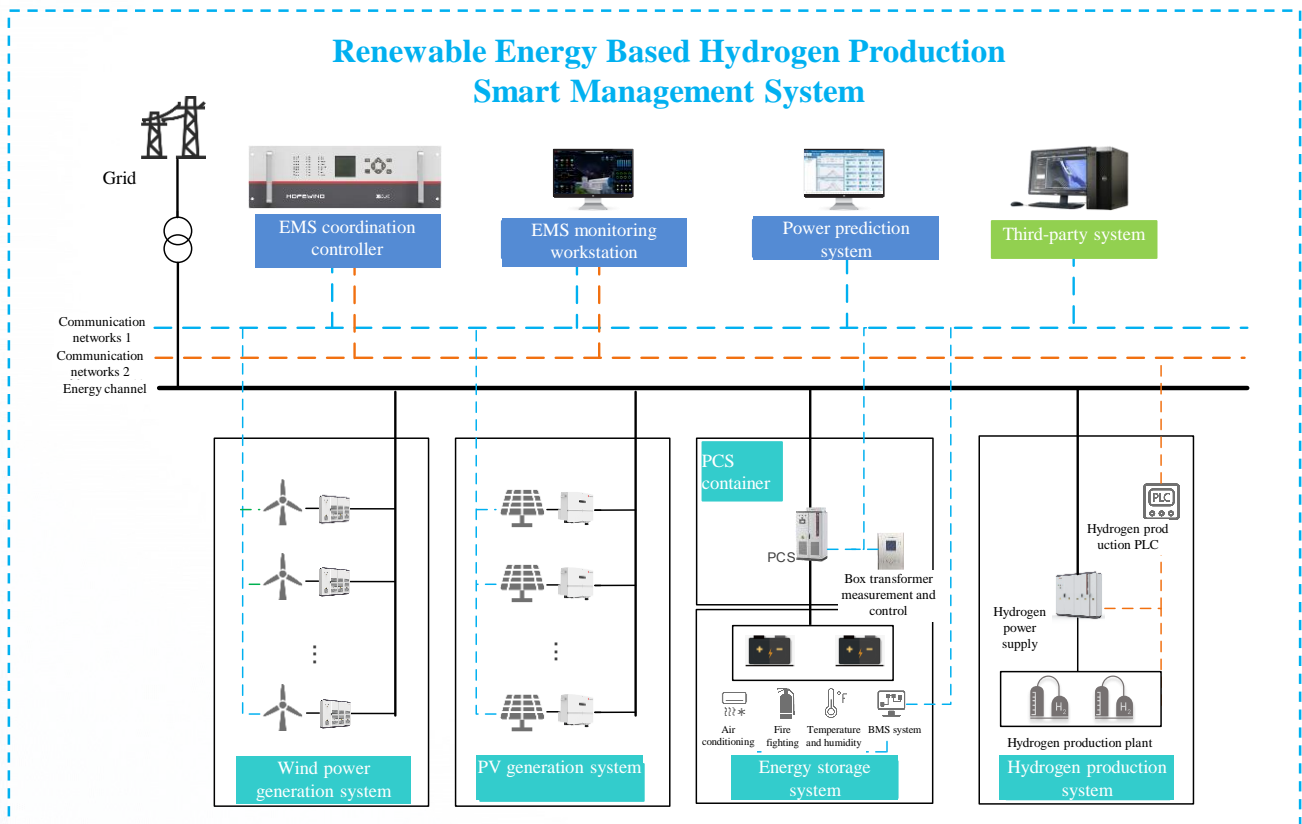 Renewable Energy Based Hydrogen Production
Smart Management System
Grid
HOPEWIND
EMS coordination
controller
EMS monitoring
workstation
Power prediction
system
Third-party system
Communication
networks 1
Communication
networks 2
Energy channel
PCS
container
PCS
Box transformer
measurement and
control
PLC
Hydrogen prod
uction PLC
Hydrogen
power
supply
°F
Air
conditioning
Fire
fighting
Temperature
and humidity
BMS system
H2
H2
Hydrogen production plant
Wind power
generation system
PV generation system
Energy storage
system
Hydrogen production
system